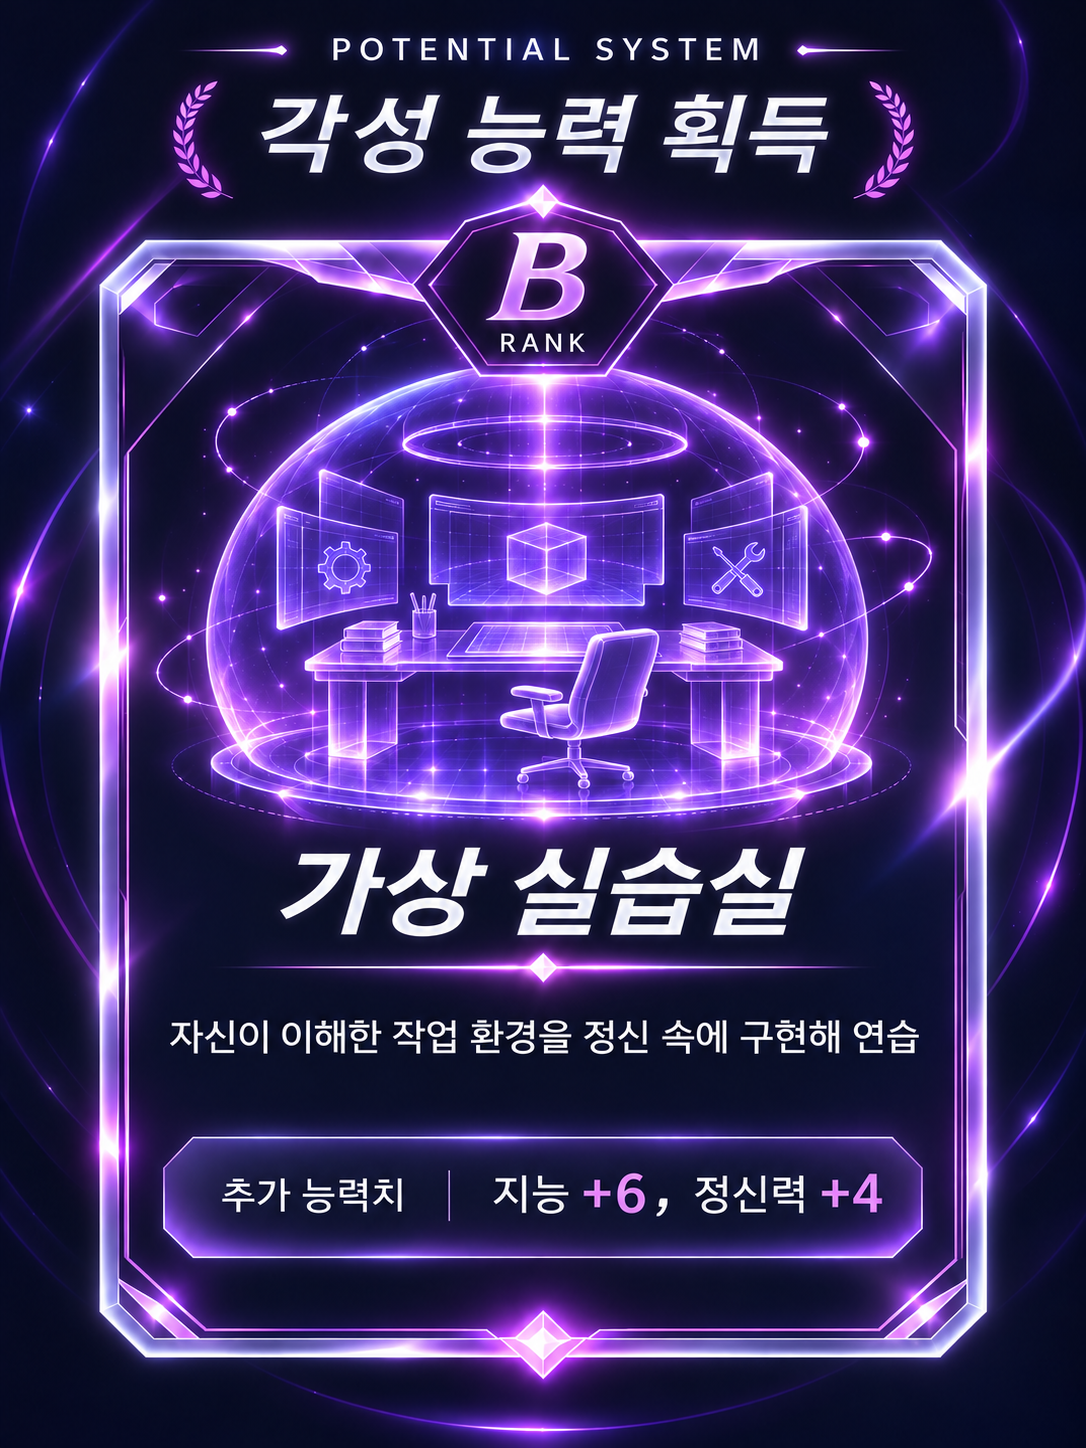 POTENTIAL SYSTEM
각성 능력 획득
B
RANK
가상 실습실
자신이 이해한 작업 환경을 정신 속에 구현해 연습
추가 능력치 | 지능 +6, 정신력 +4